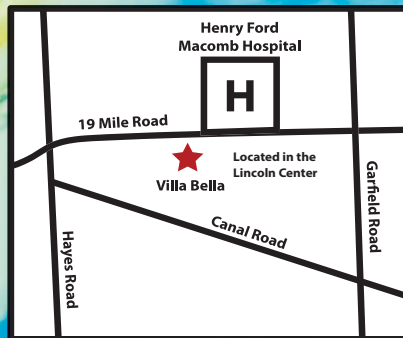 Henry Ford
Macomb Hospital
H
19 Mile Road
Located in the
Lincoln Center
Villa Bella
Canal Road
Hayes Road
Garfield Road